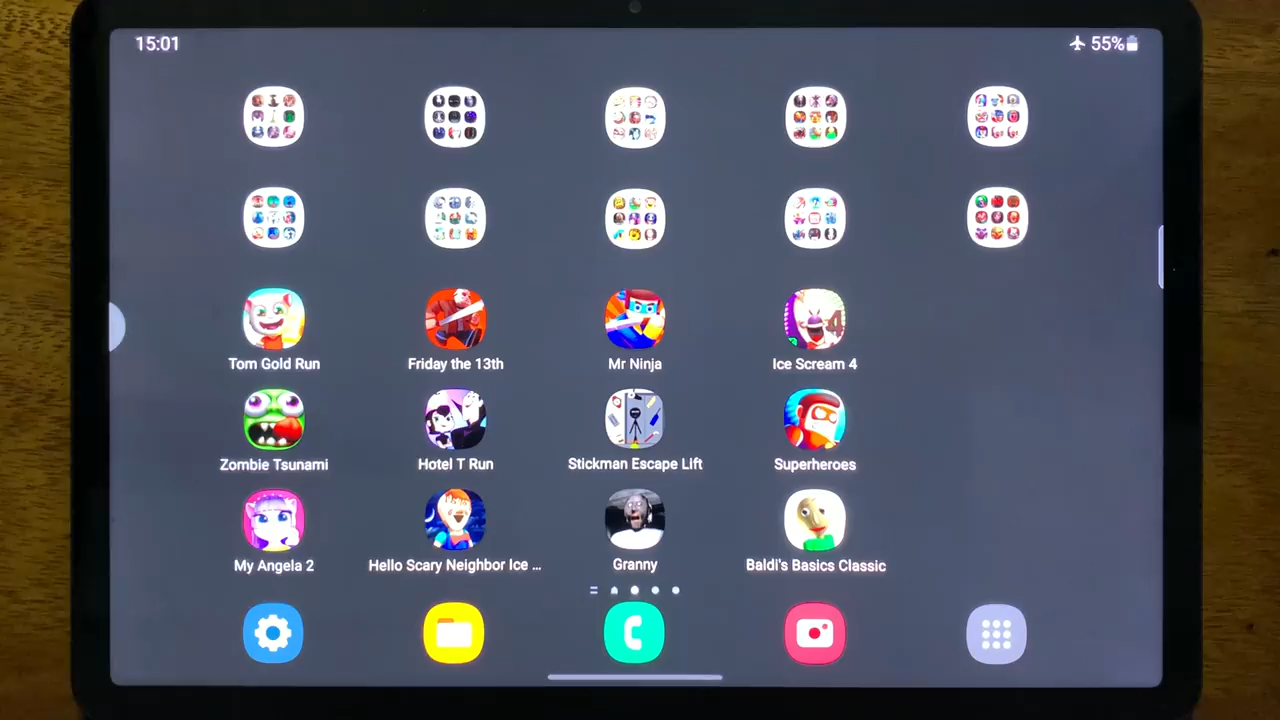 15:01
55%
Tom Gold Run
Friday the 13th
Mr Ninja
Ice Scream 4
4
Zombie Tsunami
Hotel T Run
Stickman Escape Lift
Superheroes
My Angela 2
Hello Scary Neighbor Ice ...
Granny
Baldi's Basics Classic